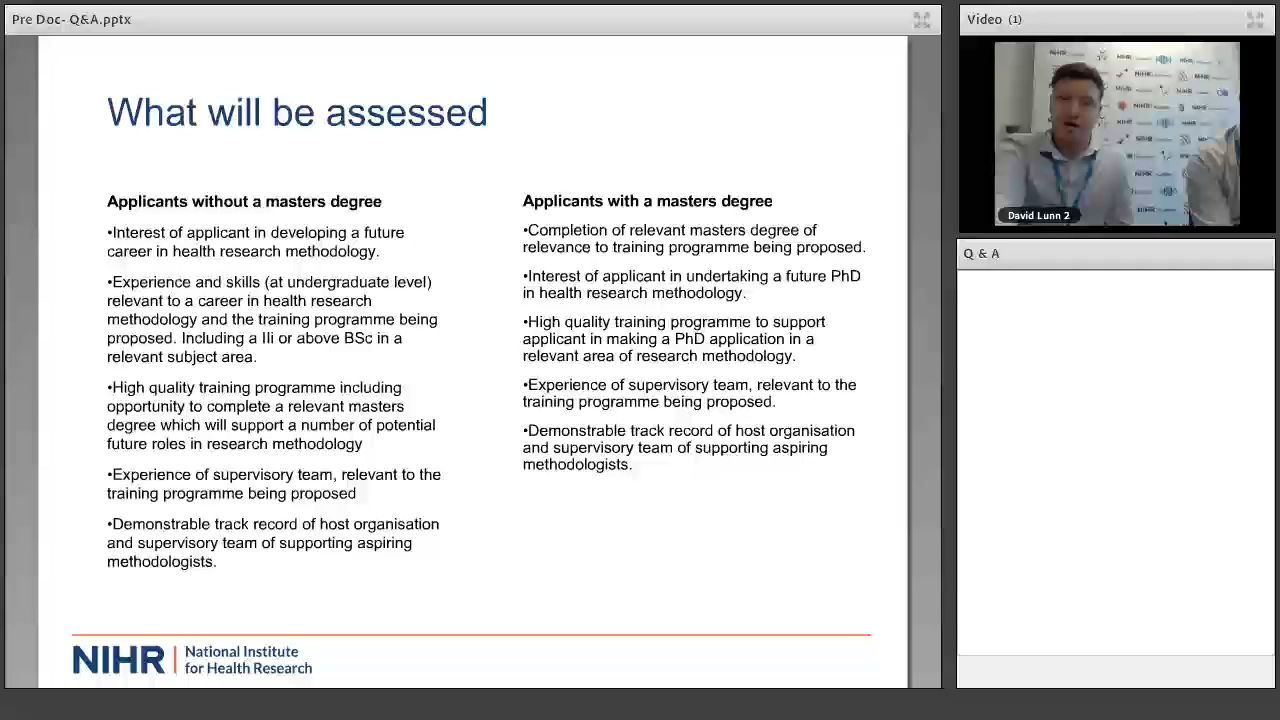 Pre Doc- Q&A.pptx
Video (1)
What will be assessed
Applicants without a masters degree
•Interest of applicant in developing a future
career in health research methodology.
•Experience and skills (at undergraduate level)
relevant to a career in health research
methodology and the training programme being
proposed. Including a IIi or above BSc in a
relevant subject area.
•High quality training programme including
opportunity to complete a relevant masters
degree which will support a number of potential
future roles in research methodology
•Experience of supervisory team, relevant to the
training programme being proposed
•Demonstrable track record of host organisation
and supervisory team of supporting aspiring
methodologists.
Applicants with a masters degree
•Completion of relevant masters degree of
relevance to training programme being proposed.
•Interest of applicant in undertaking a future PhD
in health research methodology.
•High quality training programme to support
applicant in making a PhD application in a
relevant area of research methodology.
•Experience of supervisory team, relevant to the
training programme being proposed.
•Demonstrable track record of host organisation
and supervisory team of supporting aspiring
methodologists.
NIHR | National Institute
for Health Research
NIHR
David Lunn 2
Q & A